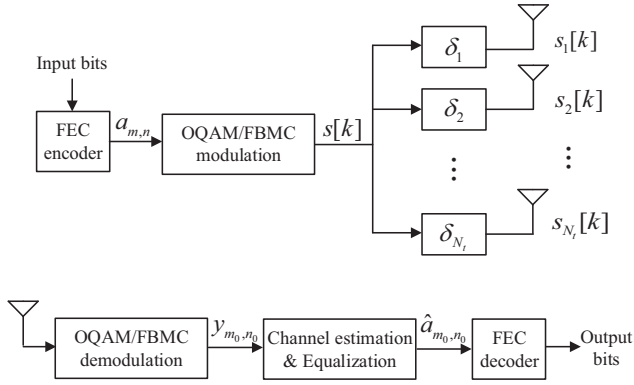 Input bits
FEC
encoder
a_{m,n}
OQAM/FBMC
modulation
s[k]
δ_1
s_1[k]
δ_2
s_2[k]
⋮
⋮
δ_{N_t}
s_{N_t}[k]
OQAM/FBMC
demodulation
y_{m_0,n_0}
Channel estimation
& Equalization
â_{m_0,n_0}
FEC
decoder
Output
bits